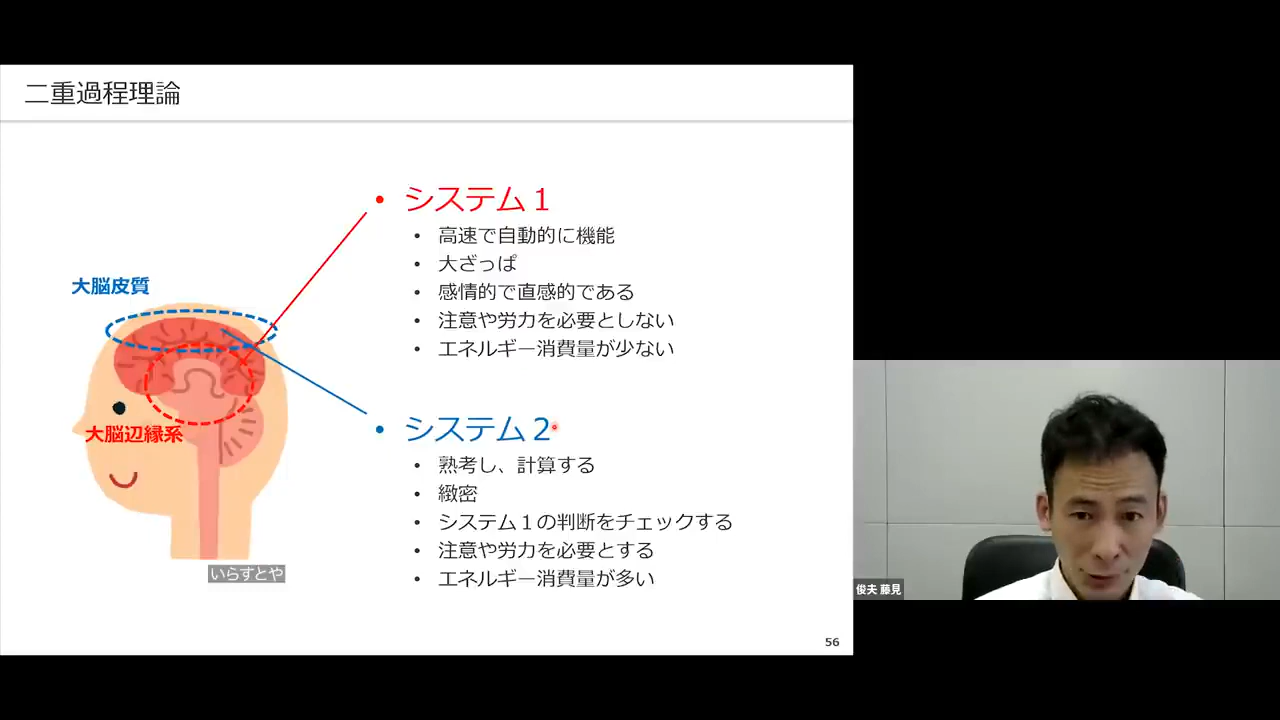 二重過程理論
• システム１
• 高速で自動的に機能
• 大ざっぱ
• 感情的で直感的である
• 注意や労力を必要としない
• エネルギー消費量が少ない
大脳皮質
大脳辺縁系
• システム２
• 熟考し、計算する
• 緻密
• システム１の判断をチェックする
• 注意や労力を必要とする
• エネルギー消費量が多い
いらすとや
俊夫 藤見
56